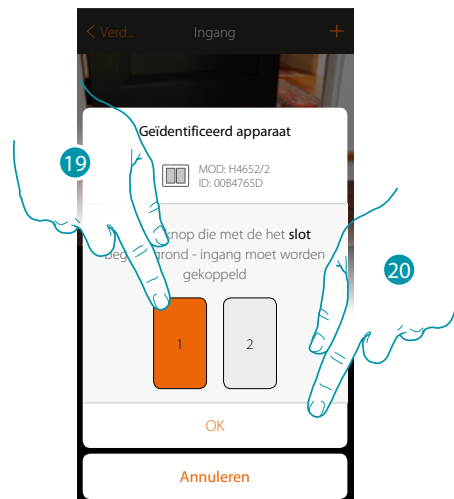 < Verd... Ingang +
Geïdentificeerd apparaat
MOD: H4652/2
ID: 00B4765D
19
knop die met de het slot
grond - ingang moet worden
gekoppeld
20
1 2
OK
Annuleren